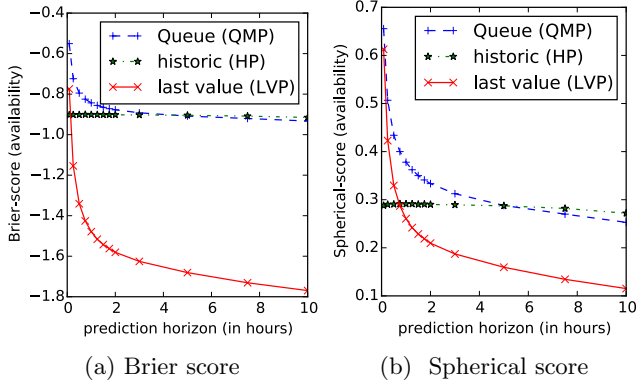 −0.4
−0.6
−0.8
−1.0
−1.2
−1.4
−1.6
−1.8
Brier-score (availability)
Queue (QMP)
historic (HP)
last value (LVP)
0 2 4 6 8 10
prediction horizon (in hours)
(a) Brier score
0.7
0.6
0.5
0.4
0.3
0.2
0.1
Spherical-score (availability)
Queue (QMP)
historic (HP)
last value (LVP)
0 2 4 6 8 10
prediction horizon (in hours)
(b) Spherical score